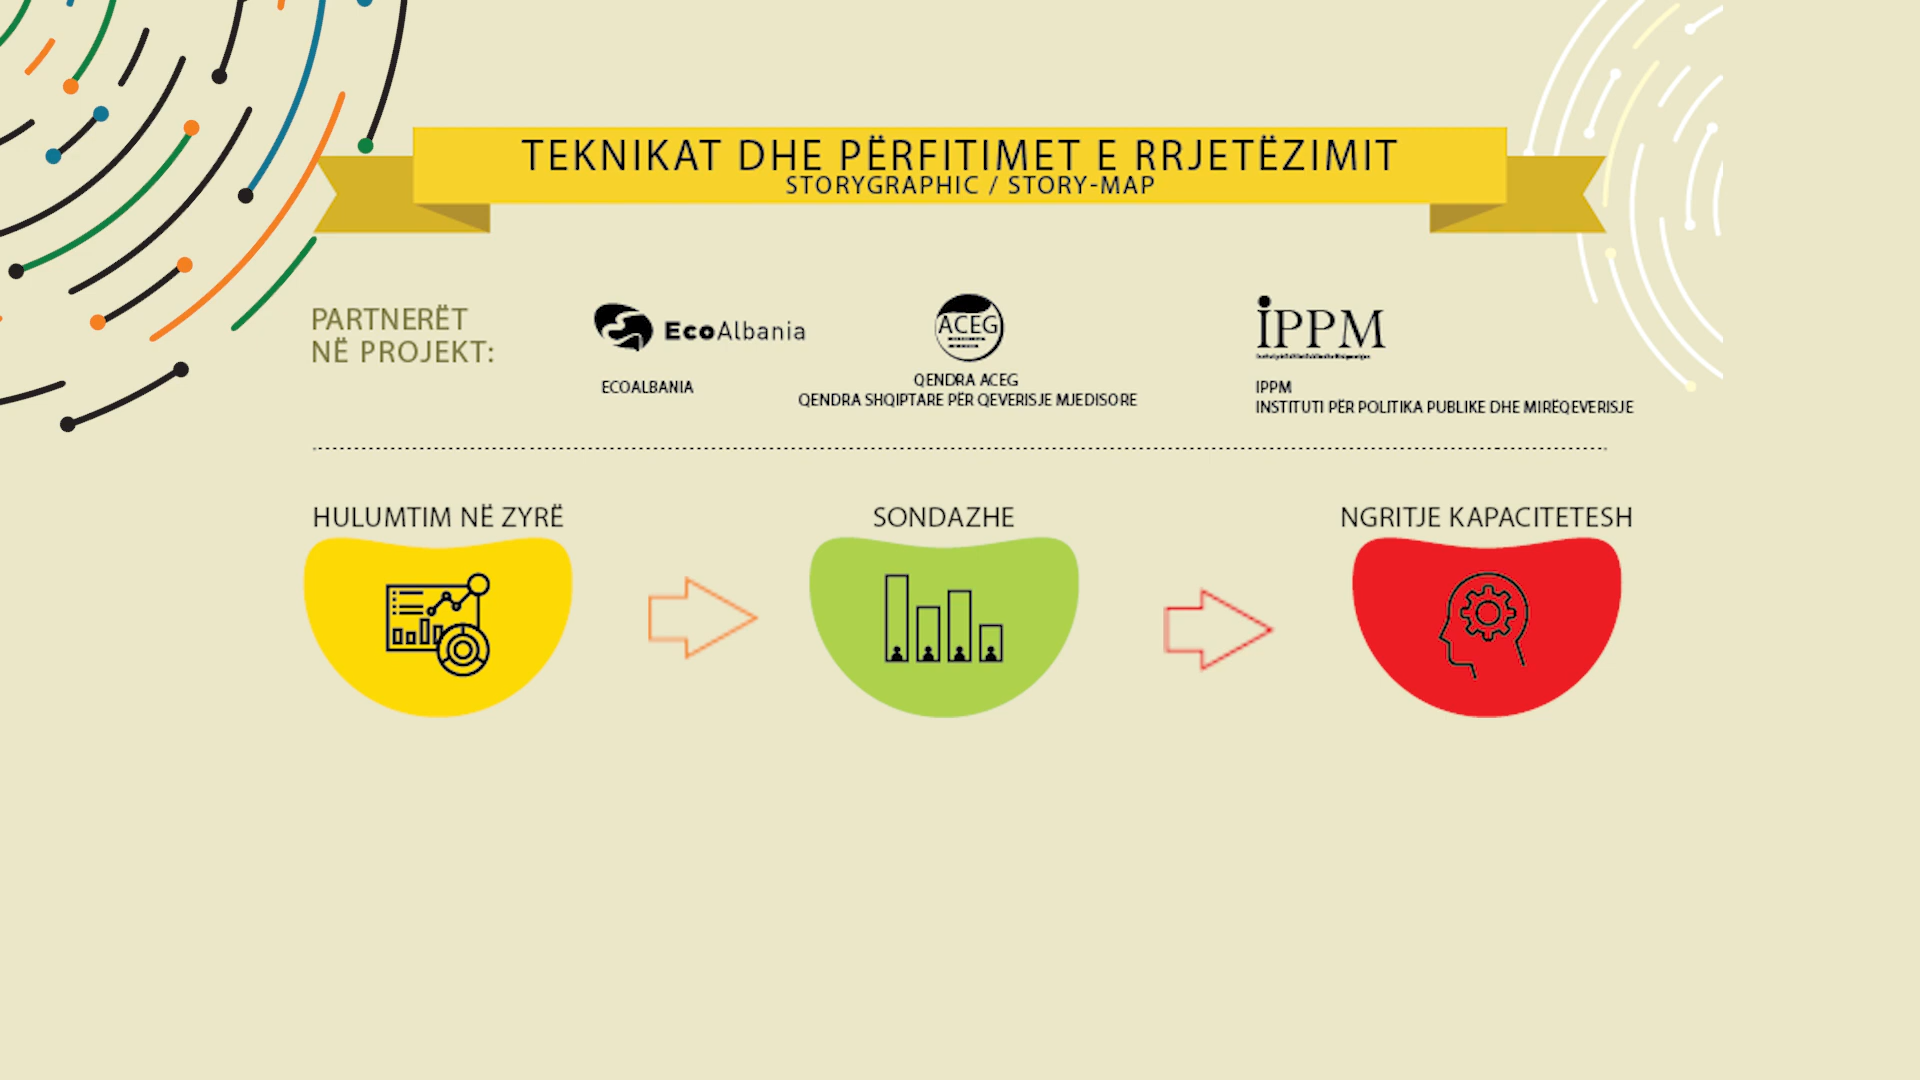 TEKNIKAT DHE PËRFITIMET E RRJETËZIMIT
STORYGRAPHIC / STORY-MAP
PARTNERËT
NË PROJEKT:
EcoAlbania
ECOALBANIA
ACEG
QENDRA ACEG
QENDRA SHQIPTARE PËR QEVERISJE MJEDISORE
iPPM
IPPM
INSTITUTI PËR POLITIKA PUBLIKE DHE MIRËQEVERISJE
HULUMTIM NË ZYRË
SONDAZHE
NGRITJE KAPACITETESH